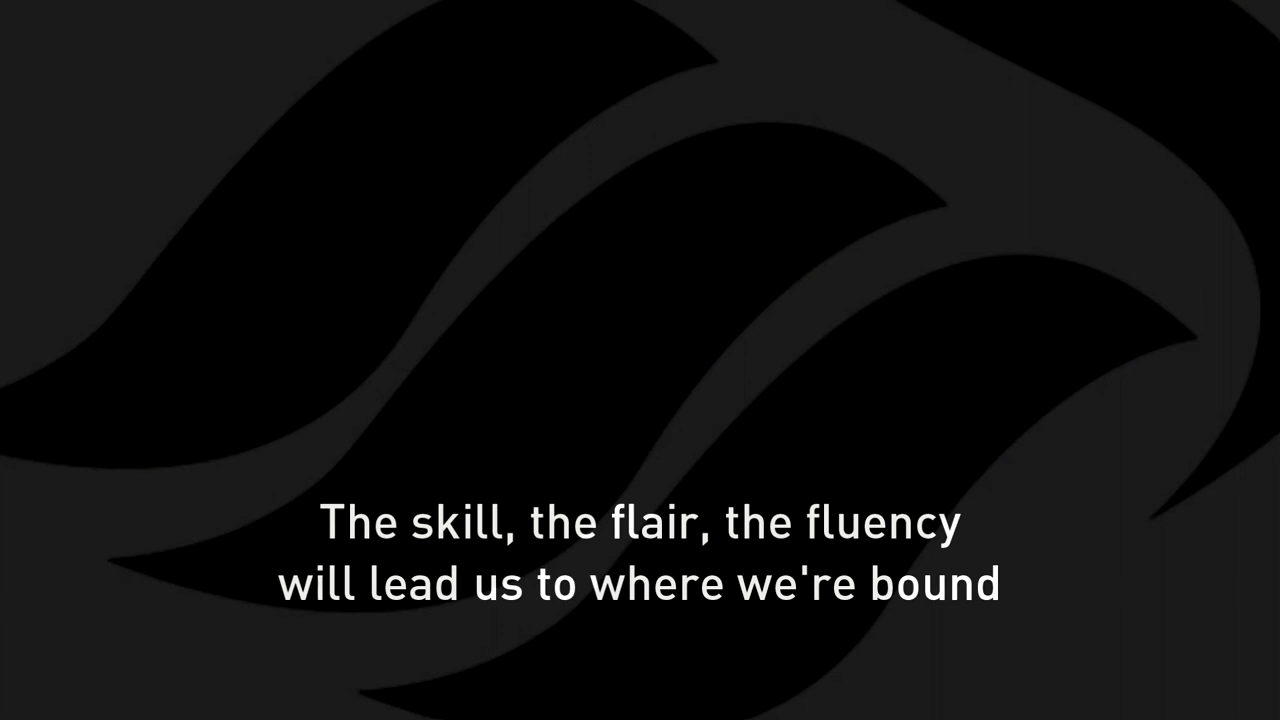 The skill, the flair, the fluency
will lead us to where we're bound